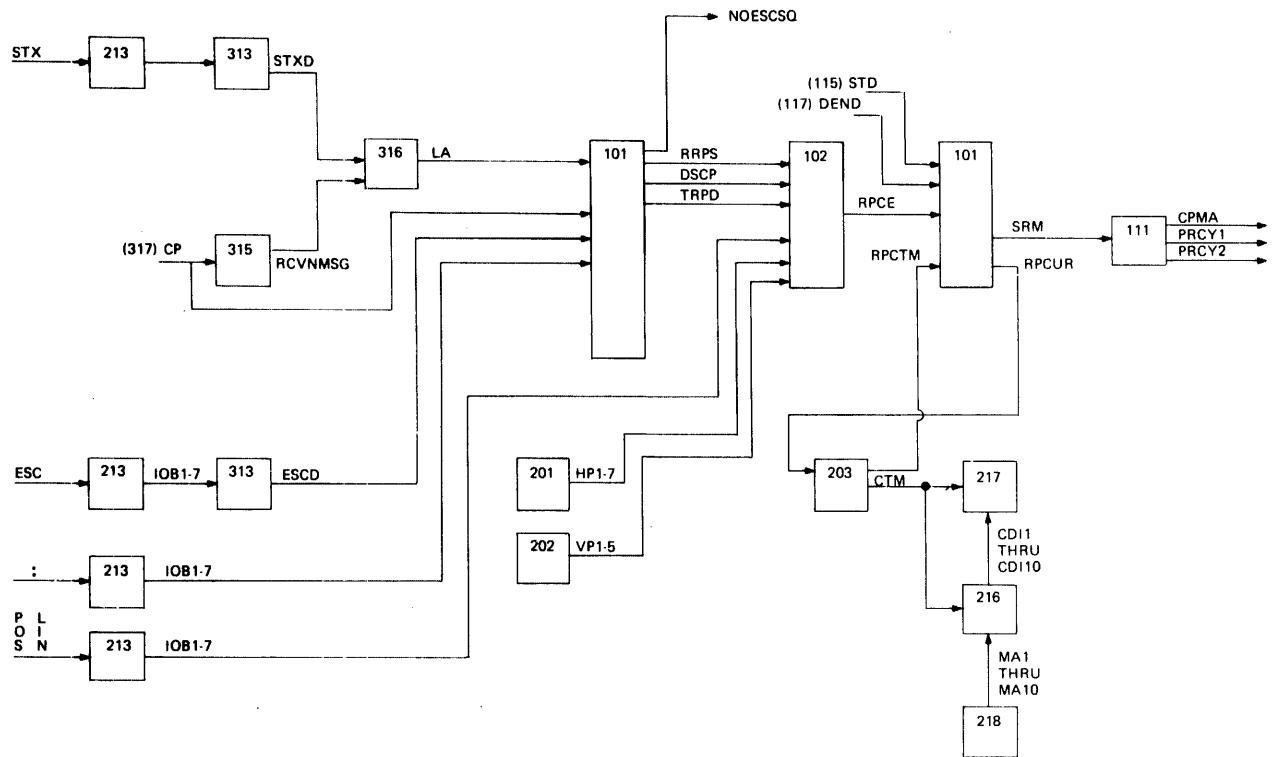 NOESCSQ
STX
213
313
STXD
(115) STD
(117) DEND
316
LA
101
RRPS
DSCP
TRPD
102
RPCE
101
SRM
111
CPMA
PRCY1
PRCY2
(317) CP
315
RCVNMSG
RPCTM
RPCUR
ESC
213
IOB1-7
313
ESCD
201
HP1-7
203
CTM
217
202
VP1-5
CDI1
THRU
CDI10
:
213
IOB1-7
216
POS
LIN
213
IOB1-7
MA1
THRU
MA10
218